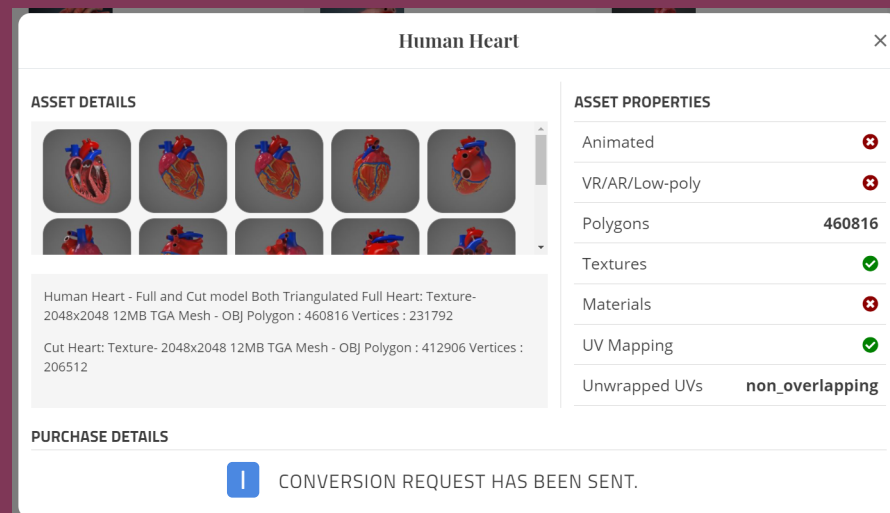 Human Heart
ASSET DETAILS
Human Heart - Full and Cut model Both Triangulated Full Heart: Texture-
2048x2048 12MB TGA Mesh - OBJ Polygon : 460816 Vertices : 231792
Cut Heart: Texture- 2048x2048 12MB TGA Mesh - OBJ Polygon : 412906 Vertices :
206512
ASSET PROPERTIES
Animated
VR/AR/Low-poly
Polygons 460816
Textures
Materials
UV Mapping
Unwrapped UVs non_overlapping
PURCHASE DETAILS
I CONVERSION REQUEST HAS BEEN SENT.